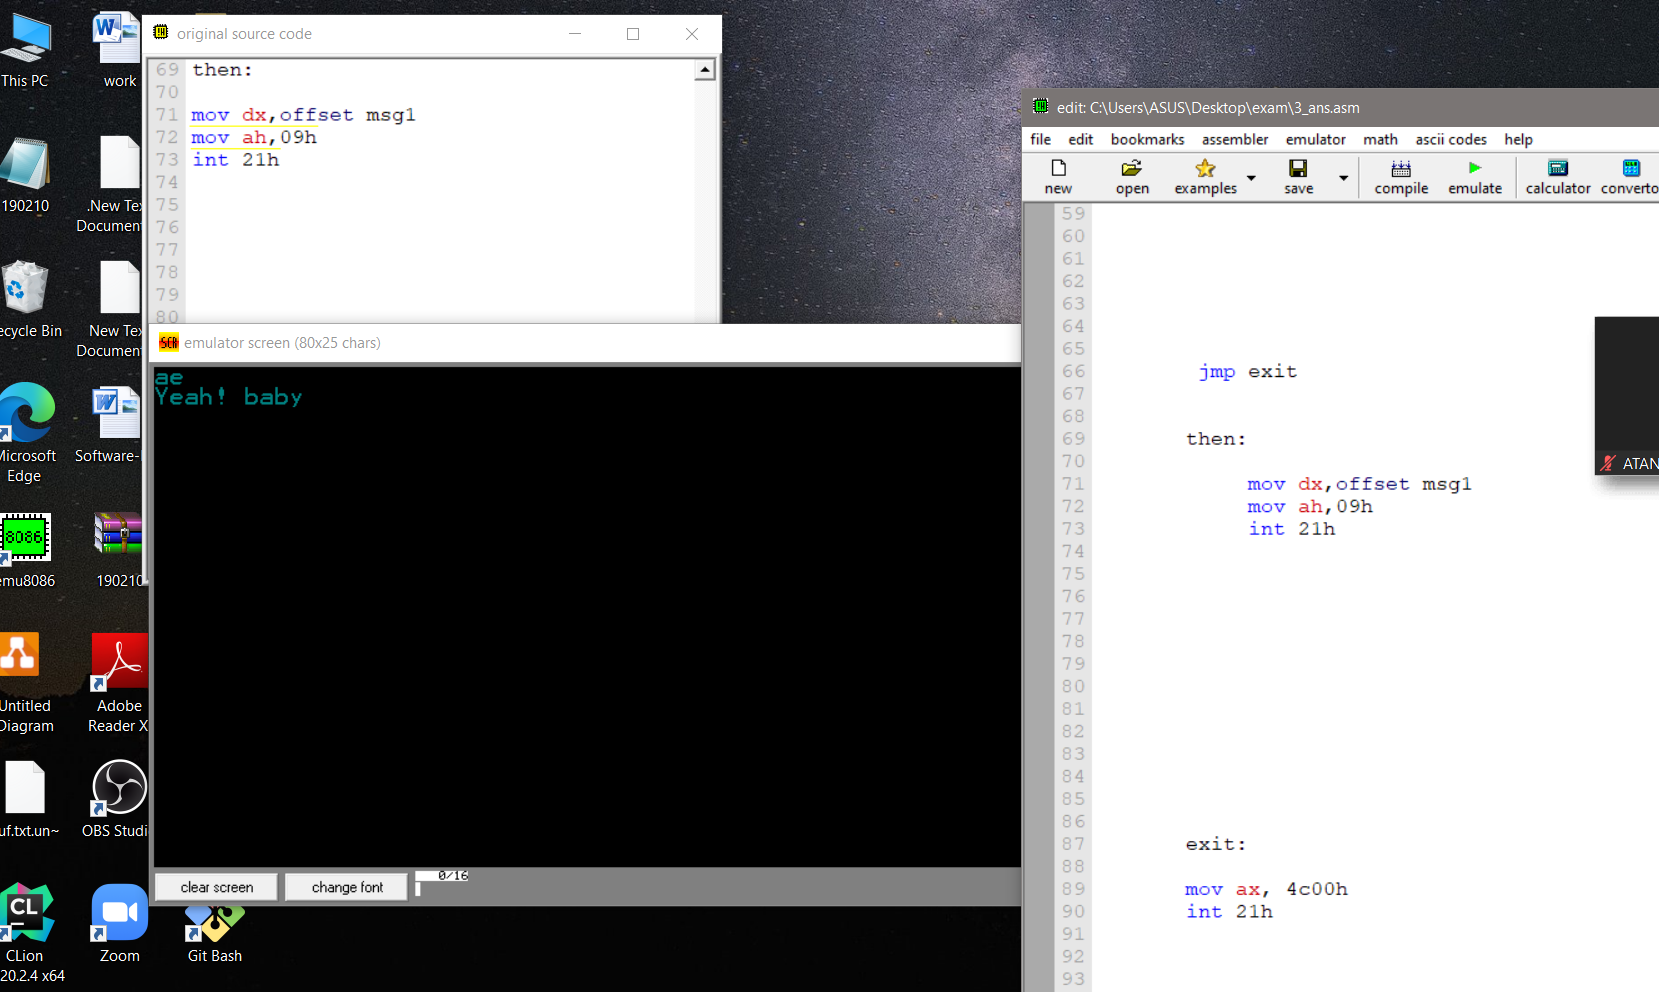 This PC
work
190210
.New Tex
Documen
ecycle Bin
New Tex
Documen
Microsoft
Edge
Software-
emu8086
8086
190210
Untitled
Diagram
Adobe
Reader X
uf.txt.un~
OBS Studi
CL
CLion
20.2.4 x64
Zoom
Git Bash
original source code
69 then:
70
71 mov dx,offset msg1
72 mov ah,09h
73 int 21h
74
75
76
77
78
79
80
emulator screen (80x25 chars)
ae
Yeah! baby
clear screen change font 0/16
edit: C:\Users\ASUS\Desktop\exam\3_ans.asm
file edit bookmarks assembler emulator math ascii codes help
new open examples save compile emulate calculator converto
59
60
61
62
63
64
65
66 jmp exit
67
68
69 then:
70
71 mov dx,offset msg1
72 mov ah,09h
73 int 21h
74
75
76
77
78
79
80
81
82
83
84
85
86
87 exit:
88
89 mov ax, 4c00h
90 int 21h
91
92
93
ATAN